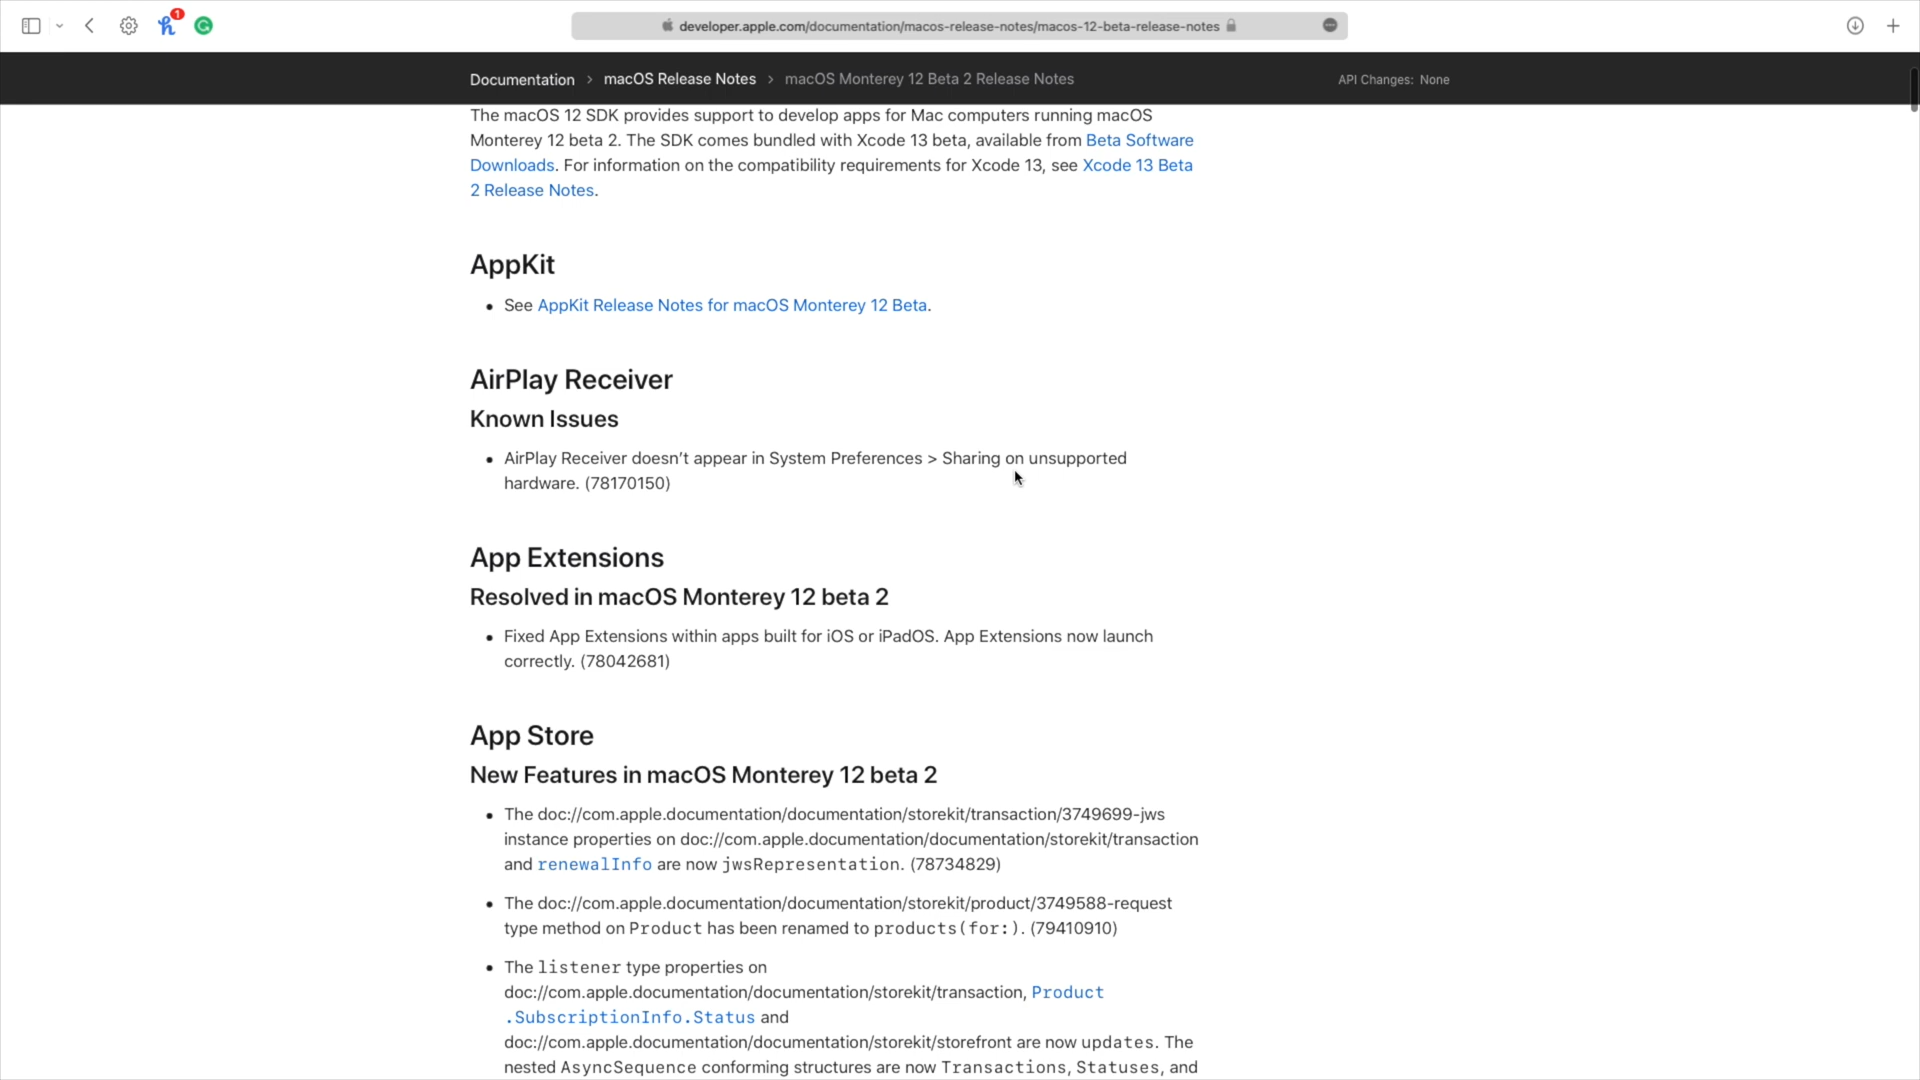 1
developer.apple.com/documentation/macos-release-notes/macos-12-beta-release-notes
Documentation > macOS Release Notes > macOS Monterey 12 Beta 2 Release Notes API Changes: None
The macOS 12 SDK provides support to develop apps for Mac computers running macOS
Monterey 12 beta 2. The SDK comes bundled with Xcode 13 beta, available from Beta Software
Downloads. For information on the compatibility requirements for Xcode 13, see Xcode 13 Beta
2 Release Notes.
AppKit
• See AppKit Release Notes for macOS Monterey 12 Beta.
AirPlay Receiver
Known Issues
• AirPlay Receiver doesn’t appear in System Preferences > Sharing on unsupported
hardware. (78170150)
App Extensions
Resolved in macOS Monterey 12 beta 2
• Fixed App Extensions within apps built for iOS or iPadOS. App Extensions now launch
correctly. (78042681)
App Store
New Features in macOS Monterey 12 beta 2
• The doc://com.apple.documentation/documentation/storekit/transaction/3749699-jws
instance properties on doc://com.apple.documentation/documentation/storekit/transaction
and renewalInfo are now jwsRepresentation. (78734829)
• The doc://com.apple.documentation/documentation/storekit/product/3749588-request
type method on Product has been renamed to products(for:). (79410910)
• The listener type properties on
doc://com.apple.documentation/documentation/storekit/transaction, Product
.SubscriptionInfo.Status and
doc://com.apple.documentation/documentation/storekit/storefront are now updates. The
nested AsyncSequence conforming structures are now Transactions, Statuses, and